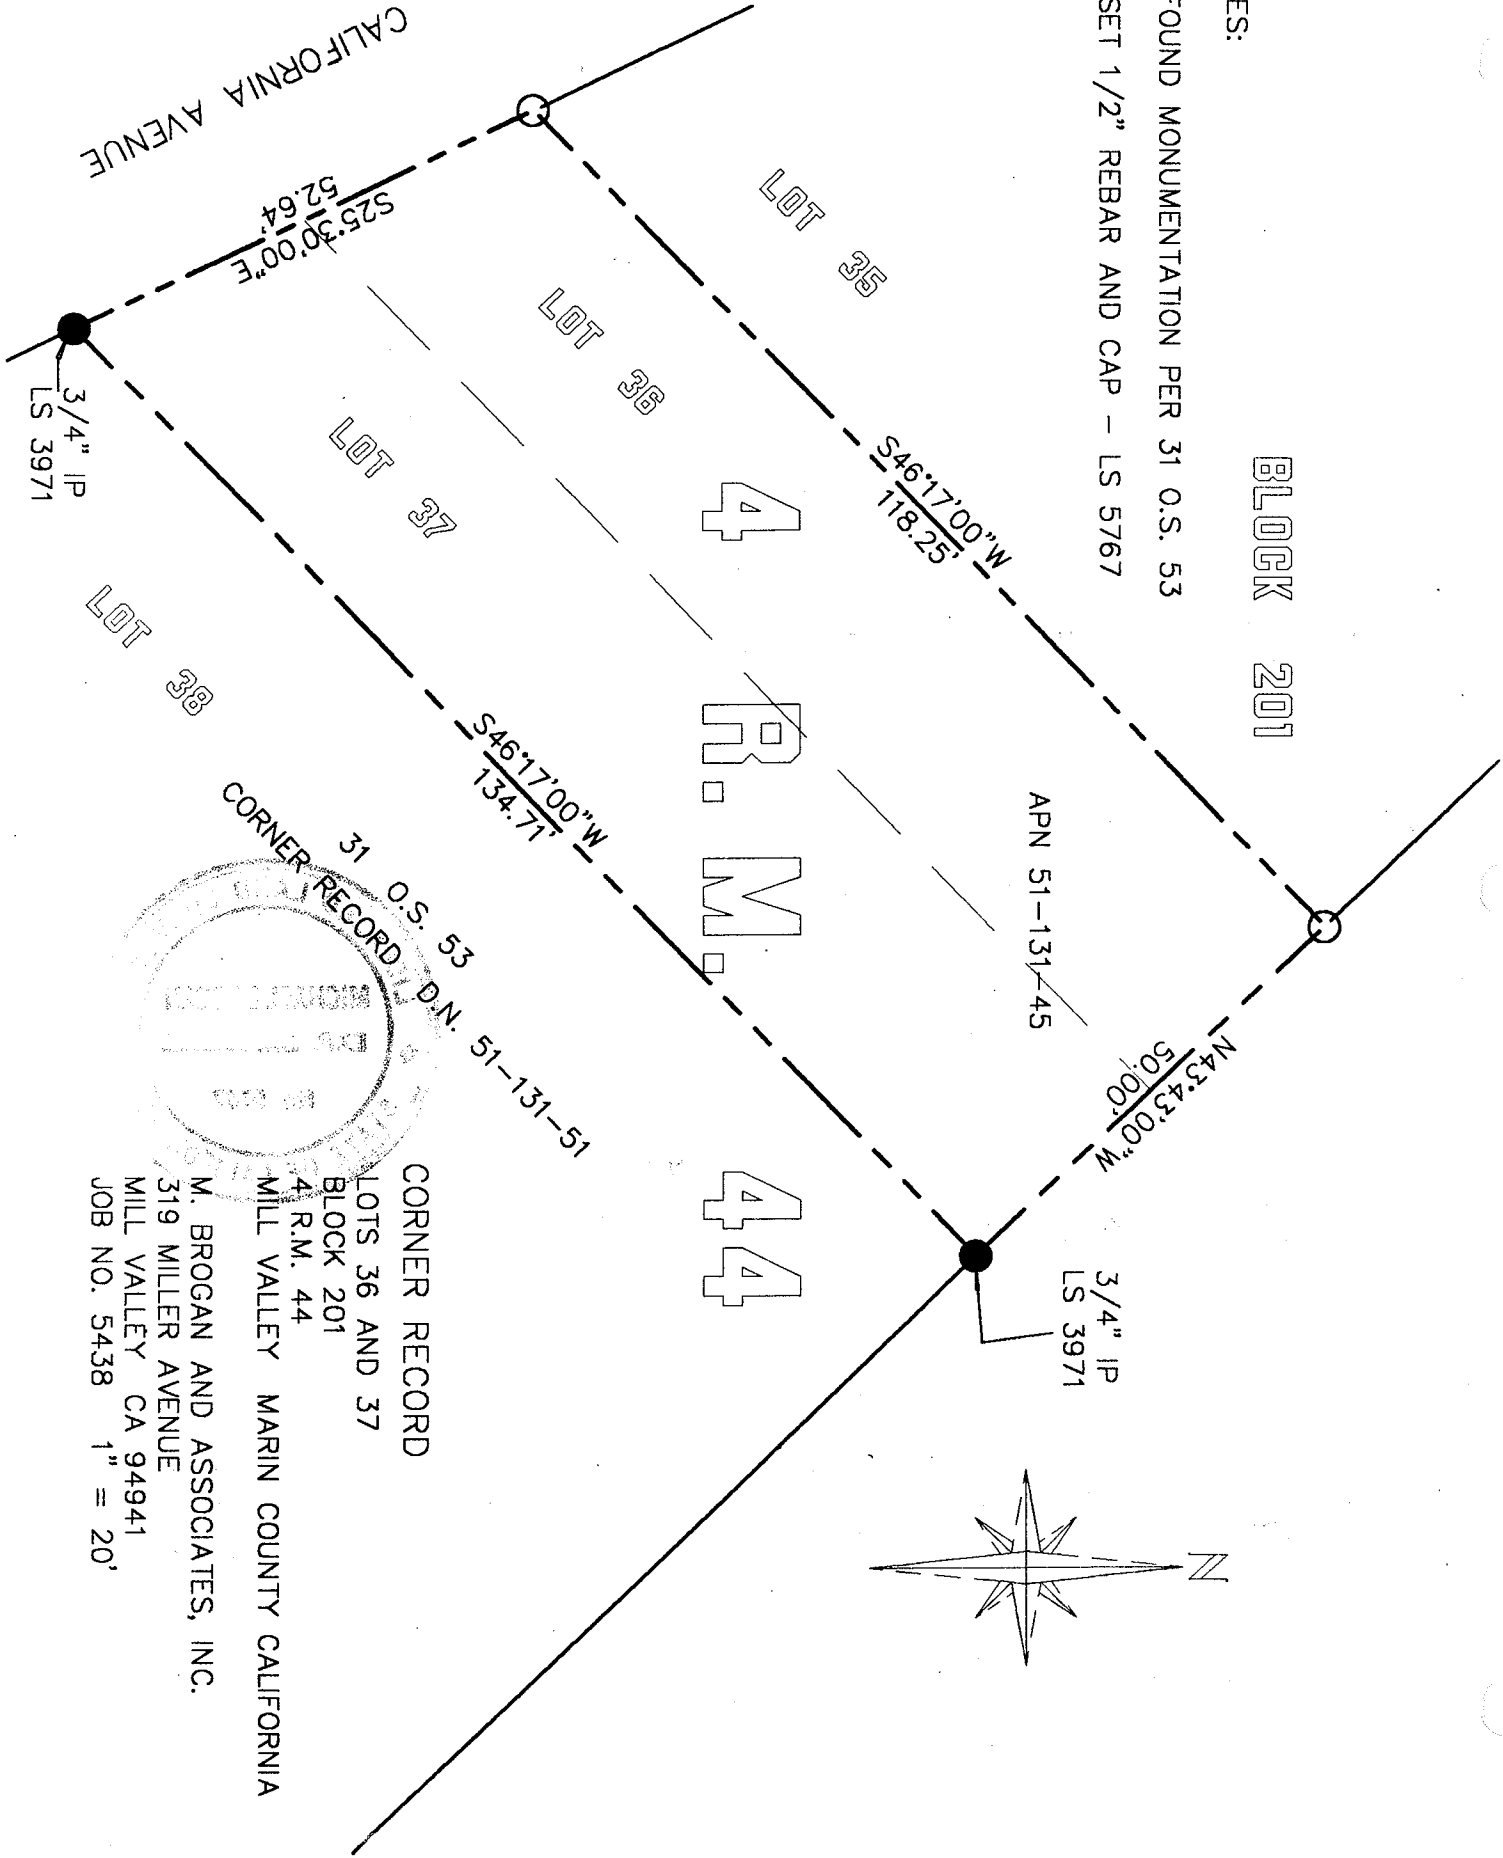 ES:
FOUND MONUMENTATION PER 31 O.S. 53
SET 1/2" REBAR AND CAP - LS 5767
BLOCK 201
CALIFORNIA AVENUE
S25°30'00"E
52.64'
LOT 35
LOT 36
LOT 37
LOT 38
S46°17'00"W
118.25'
S46°17'00"W
134.71'
N43°43'00"W
50.00'
APN 51-131-45
4 R. M. 44
3/4" IP
LS 3971
3/4" IP
LS 3971
31 O.S. 53
CORNER RECORD D.N. 51-131-51
N
CORNER RECORD
LOTS 36 AND 37
BLOCK 201
4 R.M. 44
MILL VALLEY MARIN COUNTY CALIFORNIA
M. BROGAN AND ASSOCIATES, INC.
319 MILLER AVENUE
MILL VALLEY CA 94941
JOB NO. 5438 1" = 20'